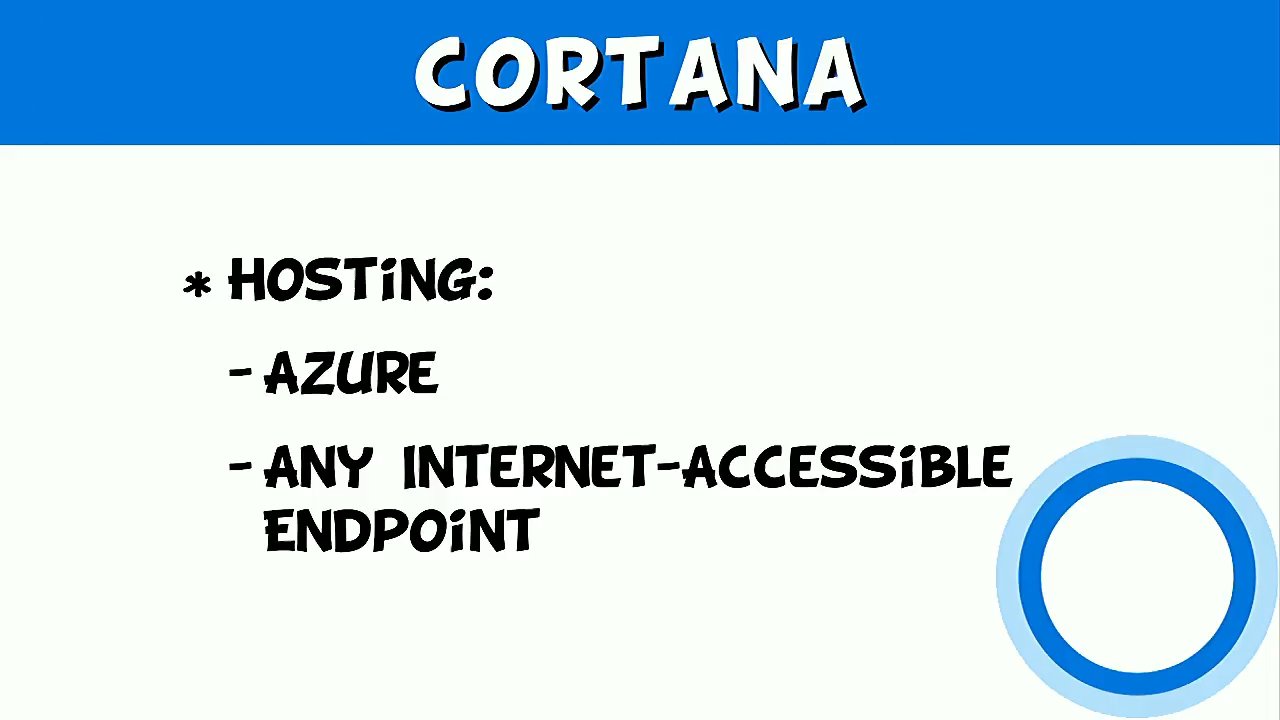 CORTANA
* HOSTING:
- AZURE
- ANY INTERNET-ACCESSIBLE
ENDPOINT